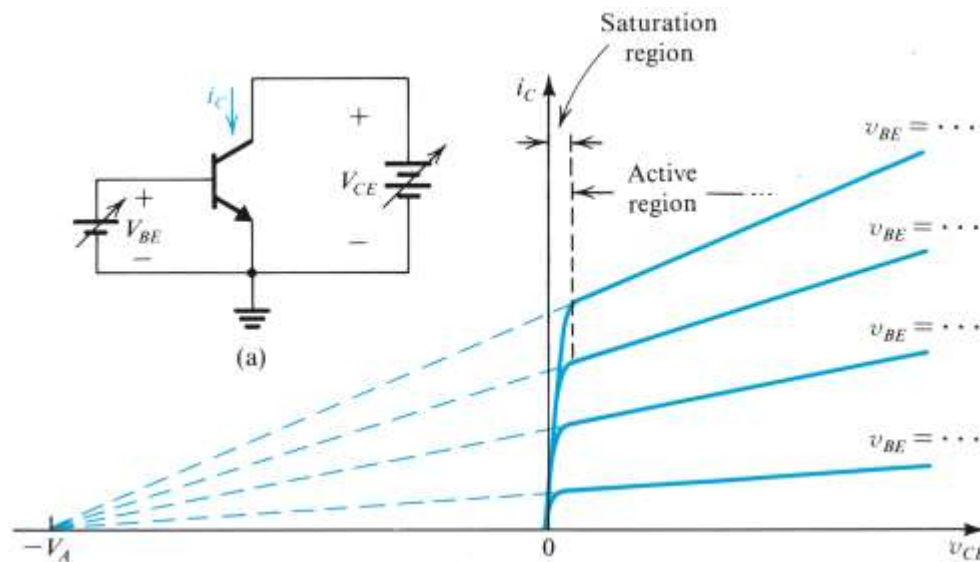 Saturation
region
i_C
i_C
v_BE = ····
+
V_CE
−
+
V_BE
−
Active
region
···
v_BE = ···
v_BE = ···
v_BE = ···
(a)
−V_A
0
v_CE